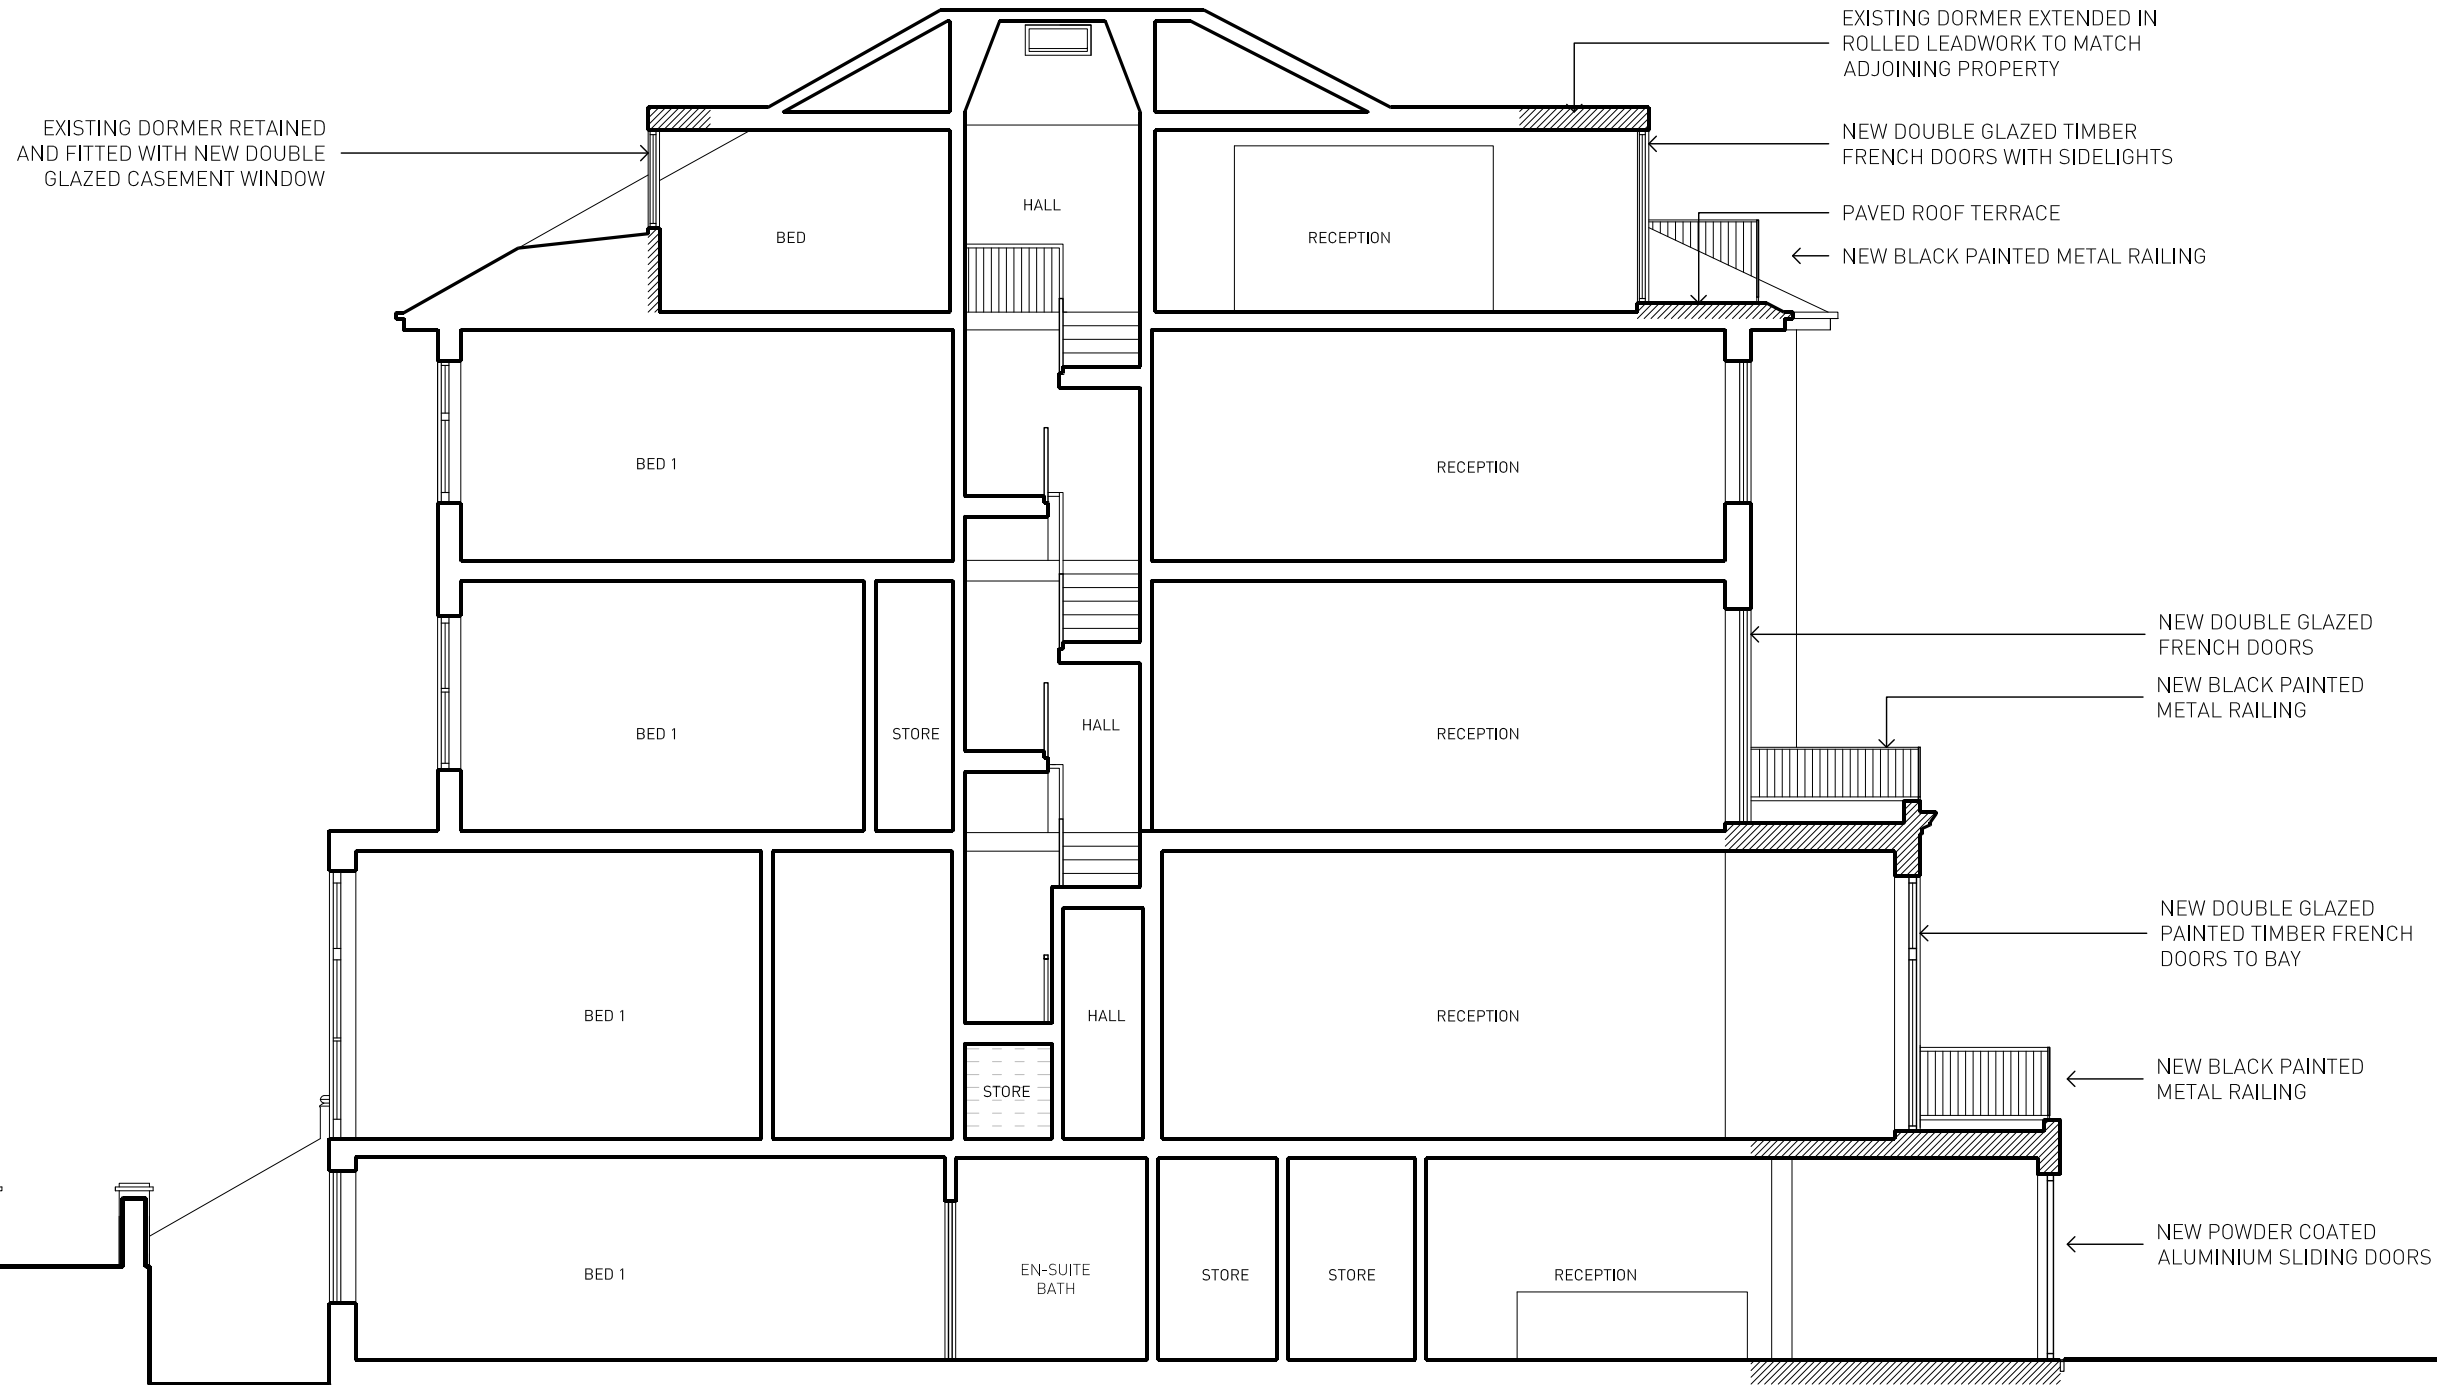 EXISTING DORMER EXTENDED IN
ROLLED LEADWORK TO MATCH
ADJOINING PROPERTY
EXISTING DORMER RETAINED
AND FITTED WITH NEW DOUBLE
GLAZED CASEMENT WINDOW
NEW DOUBLE GLAZED TIMBER
FRENCH DOORS WITH SIDELIGHTS
PAVED ROOF TERRACE
NEW BLACK PAINTED METAL RAILING
HALL
BED
RECEPTION
BED 1
RECEPTION
NEW DOUBLE GLAZED
FRENCH DOORS
NEW BLACK PAINTED
METAL RAILING
BED 1
STORE
HALL
RECEPTION
NEW DOUBLE GLAZED
PAINTED TIMBER FRENCH
DOORS TO BAY
BED 1
HALL
RECEPTION
STORE
NEW BLACK PAINTED
METAL RAILING
NEW POWDER COATED
ALUMINIUM SLIDING DOORS
BED 1
EN-SUITE
BATH
STORE
STORE
RECEPTION